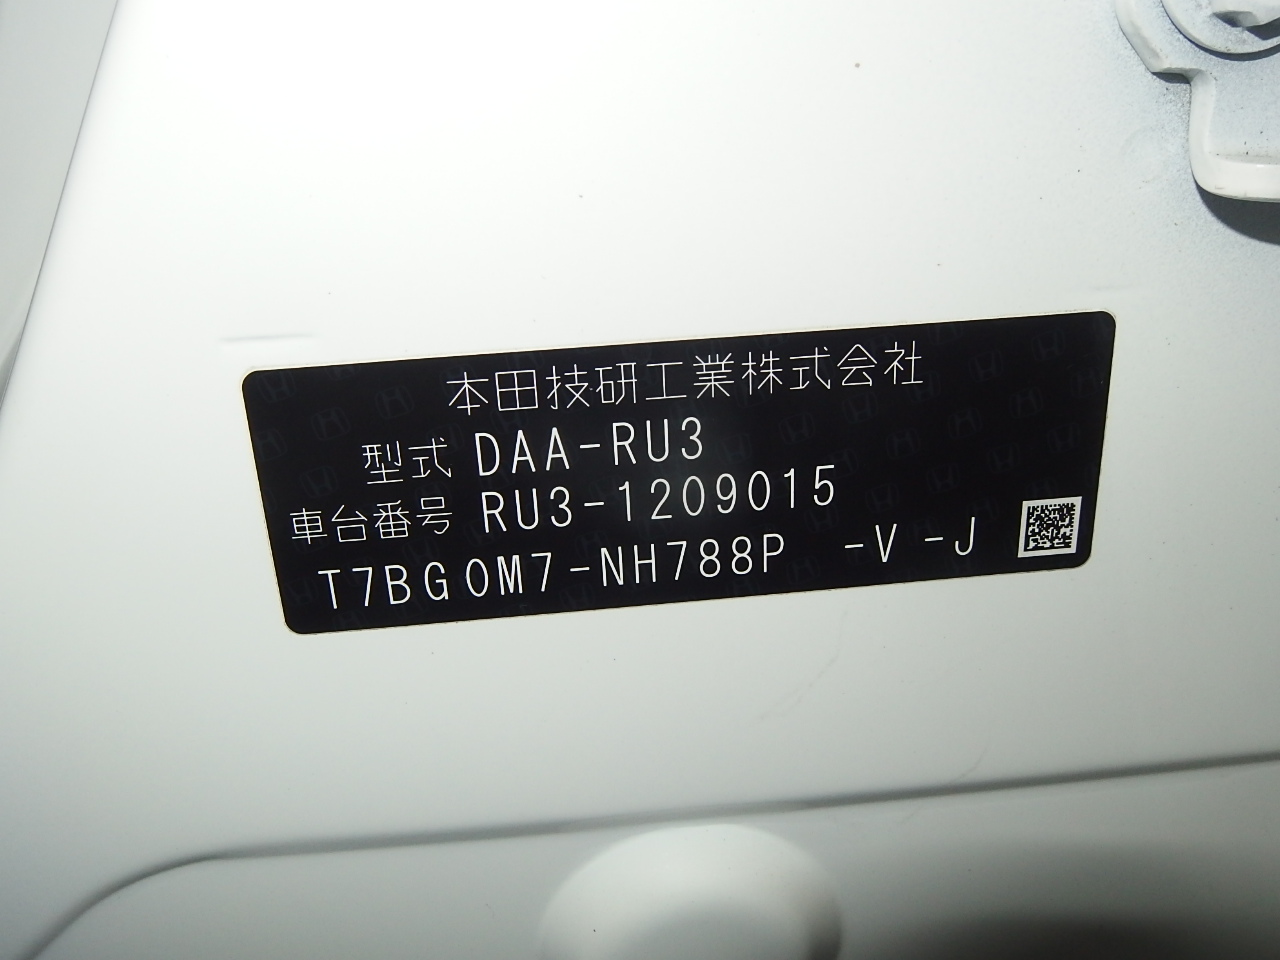 本田技研工業株式会社
型式 DAA-RU3
車台番号 RU3-1209015
T7BG0M7-NH788P -V -J